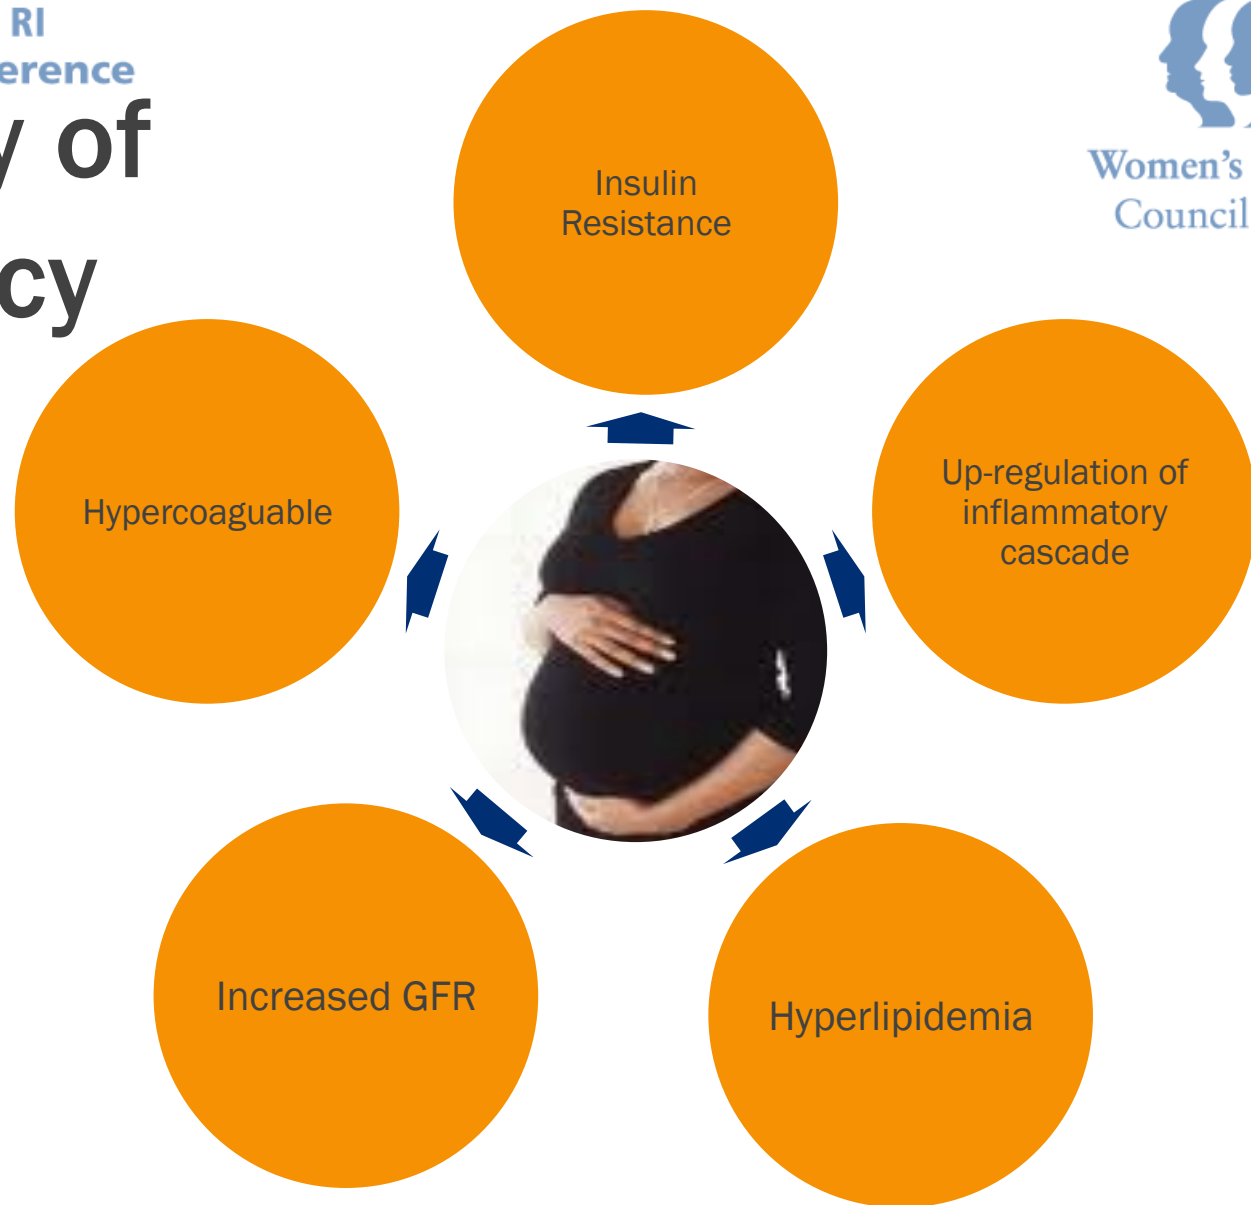 RI
erence
y of
cy
Women's
Council
Insulin
Resistance
Hypercoaguable
Up-regulation of
inflammatory
cascade
Increased GFR
Hyperlipidemia